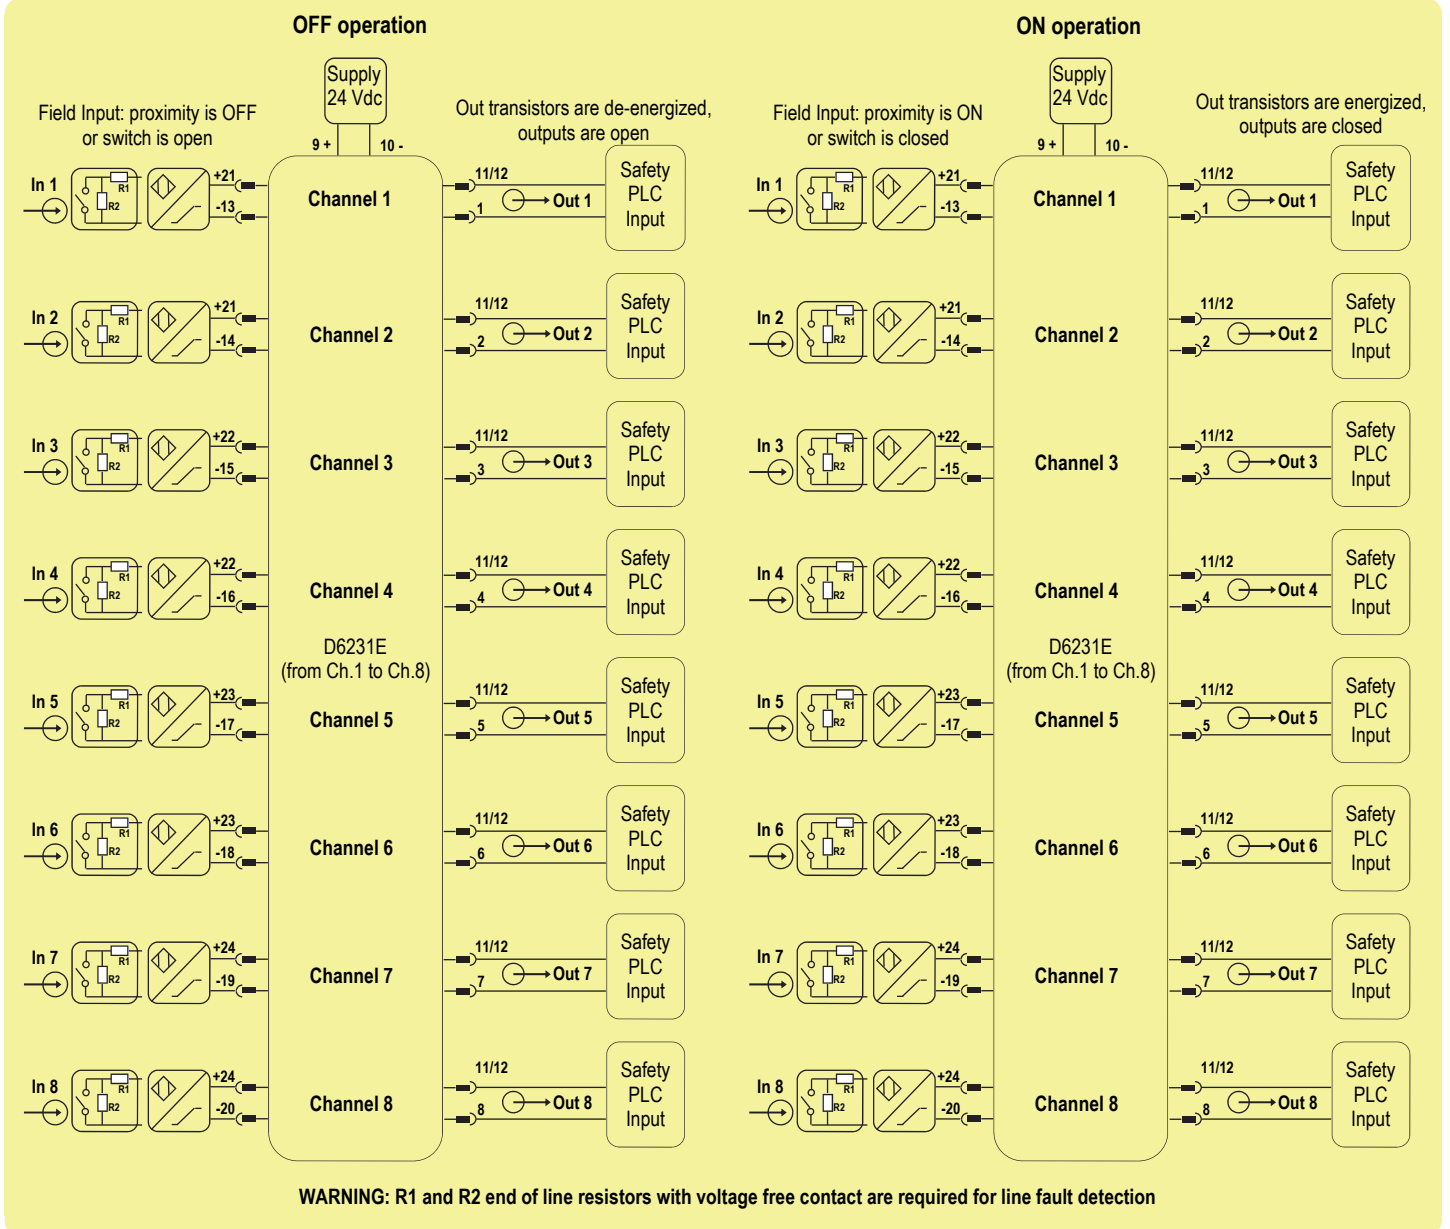 OFF operation
Supply
24 Vdc
Field Input: proximity is OFF
or switch is open
Out transistors are de-energized,
outputs are open
9 +
10 -
In 1
R1
R2
+21
-13
Channel 1
11/12
1
Out 1
Safety
PLC
Input
In 2
R1
R2
+21
-14
Channel 2
11/12
2
Out 2
Safety
PLC
Input
In 3
R1
R2
+22
-15
Channel 3
11/12
3
Out 3
Safety
PLC
Input
In 4
R1
R2
+22
-16
Channel 4
11/12
4
Out 4
Safety
PLC
Input
D6231E
(from Ch.1 to Ch.8)
In 5
R1
R2
+23
-17
Channel 5
11/12
5
Out 5
Safety
PLC
Input
In 6
R1
R2
+23
-18
Channel 6
11/12
6
Out 6
Safety
PLC
Input
In 7
R1
R2
+24
-19
Channel 7
11/12
7
Out 7
Safety
PLC
Input
In 8
R1
R2
+24
-20
Channel 8
11/12
8
Out 8
Safety
PLC
Input
ON operation
Supply
24 Vdc
Field Input: proximity is ON
or switch is closed
Out transistors are energized,
outputs are closed
9 +
10 -
In 1
R1
R2
+21
-13
Channel 1
11/12
1
Out 1
Safety
PLC
Input
In 2
R1
R2
+21
-14
Channel 2
11/12
2
Out 2
Safety
PLC
Input
In 3
R1
R2
+22
-15
Channel 3
11/12
3
Out 3
Safety
PLC
Input
In 4
R1
R2
+22
-16
Channel 4
11/12
4
Out 4
Safety
PLC
Input
D6231E
(from Ch.1 to Ch.8)
In 5
R1
R2
+23
-17
Channel 5
11/12
5
Out 5
Safety
PLC
Input
In 6
R1
R2
+23
-18
Channel 6
11/12
6
Out 6
Safety
PLC
Input
In 7
R1
R2
+24
-19
Channel 7
11/12
7
Out 7
Safety
PLC
Input
In 8
R1
R2
+24
-20
Channel 8
11/12
8
Out 8
Safety
PLC
Input
WARNING: R1 and R2 end of line resistors with voltage free contact are required for line fault detection